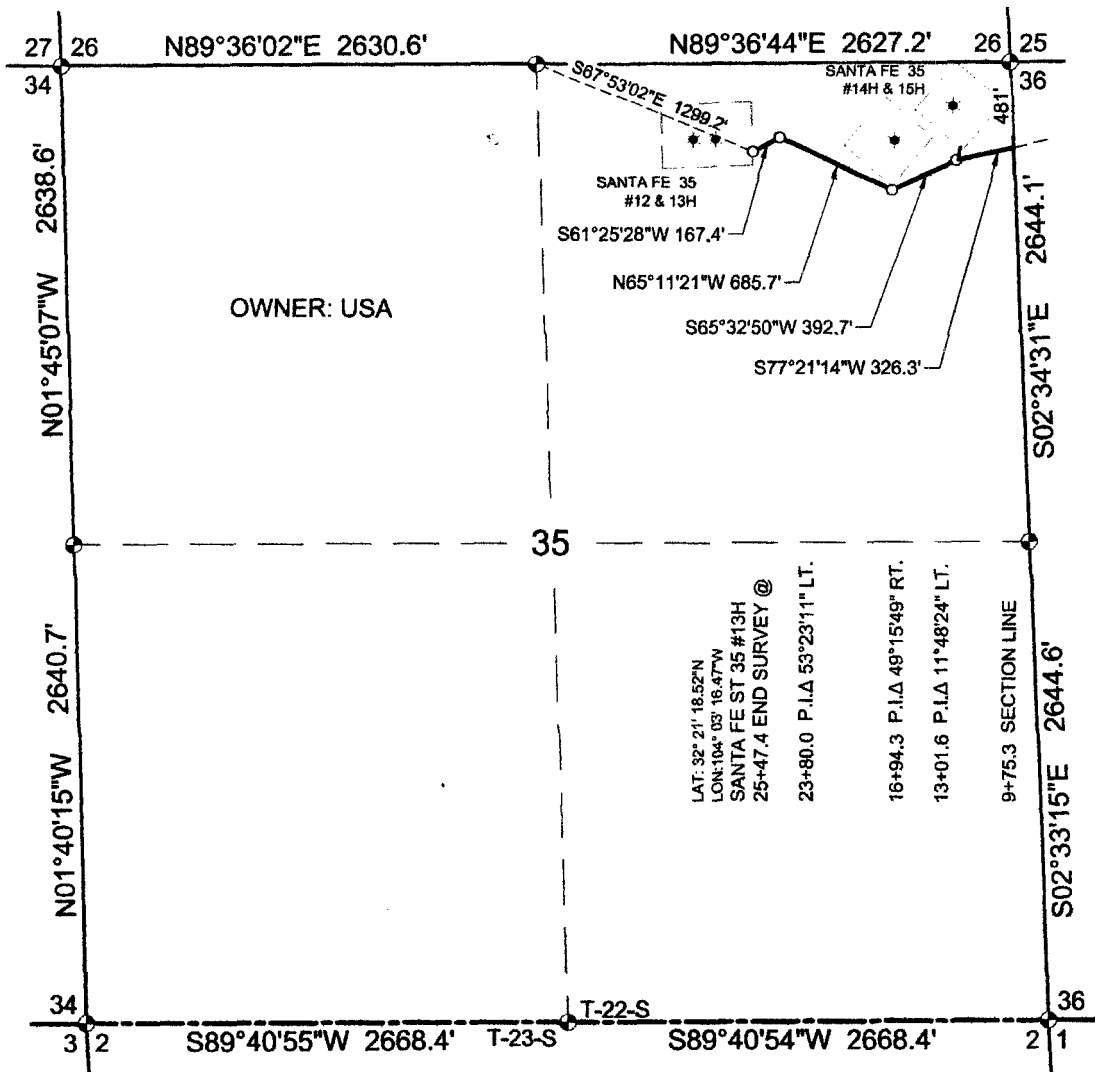 27 26
N89°36'02"E 2630.6'
N89°36'44"E 2627.2'
26 25
34
36
S67°53'02"E 1299.2'
SANTA FE 35
#14H & 15H
481'
SANTA FE 35
#12 & 13H
S61°25'28"W 167.4'
N65°11'21"W 685.7'
S65°32'50"W 392.7'
S77°21'14"W 326.3'
N01°45'07"W 2638.6'
OWNER: USA
S02°34'31"E 2644.1'
35
LAT: 32° 21' 18.52"N
LON:104° 03' 16.47"W
SANTA FE ST 35 #13H
25+47.4 END SURVEY @
23+80.0 P.I.Δ 53°23'11" LT.
16+94.3 P.I.Δ 49°15'49" RT.
13+01.6 P.I.Δ 11°48'24" LT.
9+75.3 SECTION LINE
N01°40'15"W 2640.7'
S02°33'15"E 2644.6'
34
T-22-S
36
3 2
S89°40'55"W 2668.4'
T-23-S
S89°40'54"W 2668.4'
2 1